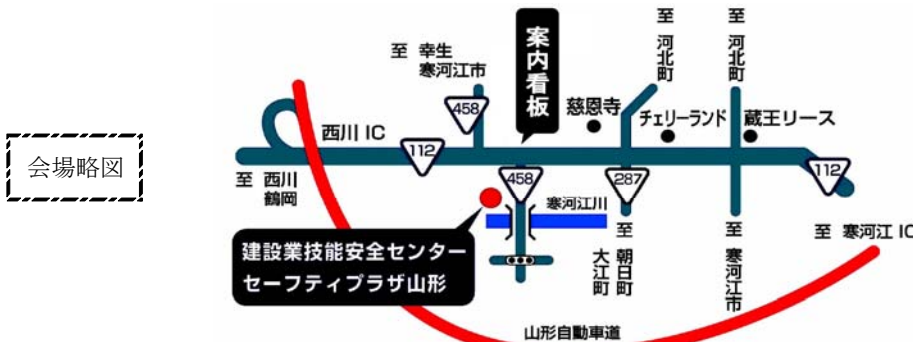 会場略図
案内看板
至 幸生
寒河江市
至 河北町
至 河北町
458
慈恩寺
チェリーランド
蔵王リース
西川 IC
112
至 西川
鶴岡
458
287
112
寒河江川
至 朝日町
大江町
至 寒河江市
至 寒河江 IC
建設業技能安全センター
セーフティプラザ山形
山形自動車道